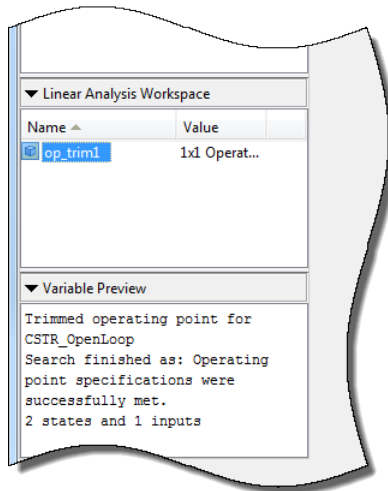 Linear Analysis Workspace
Name Value
op_trim1 1x1 Operat...
Variable Preview
Trimmed operating point for
CSTR_OpenLoop
Search finished as: Operating
point specifications were
successfully met.
2 states and 1 inputs